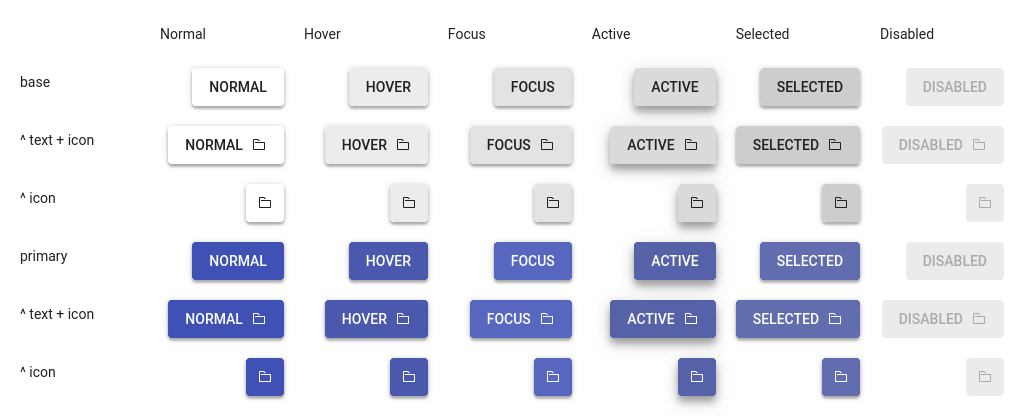 Normal Hover Focus Active Selected Disabled
base NORMAL HOVER FOCUS ACTIVE SELECTED DISABLED
^ text + icon NORMAL HOVER FOCUS ACTIVE SELECTED DISABLED
^ icon
primary NORMAL HOVER FOCUS ACTIVE SELECTED DISABLED
^ text + icon NORMAL HOVER FOCUS ACTIVE SELECTED DISABLED
^ icon